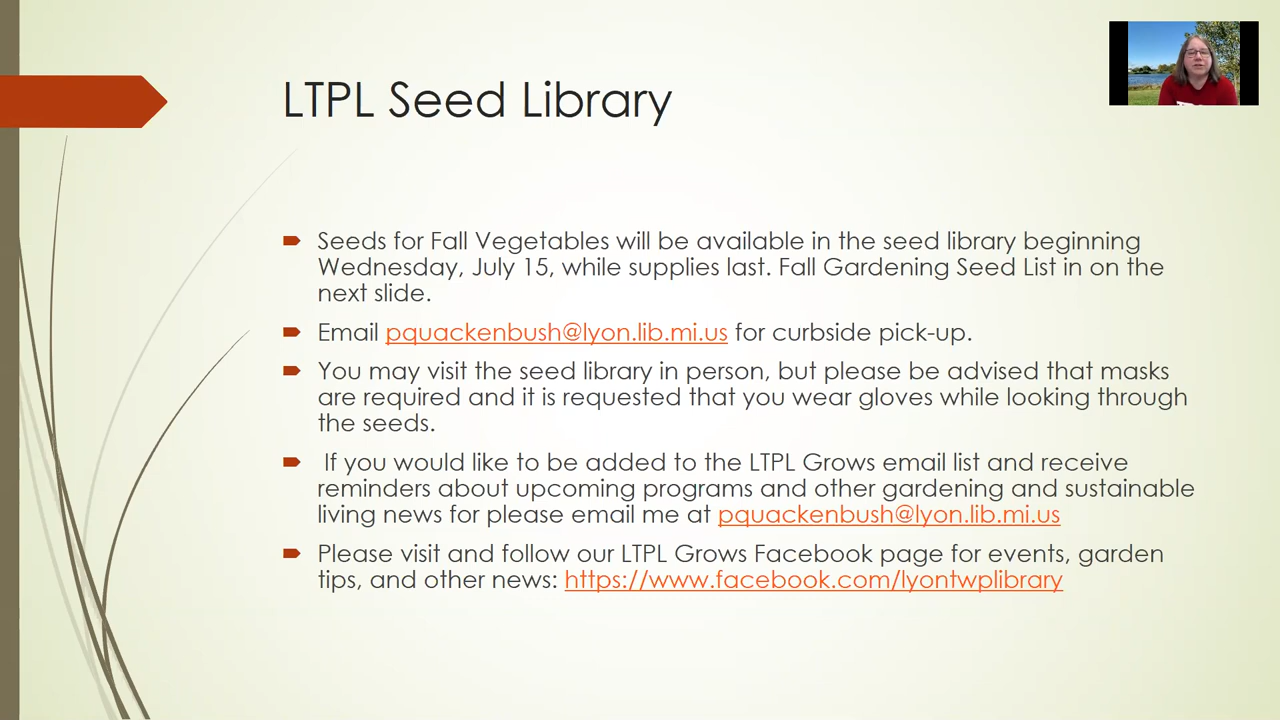 LTPL Seed Library
Seeds for Fall Vegetables will be available in the seed library beginning
Wednesday, July 15, while supplies last. Fall Gardening Seed List in on the
next slide.
Email pquackenbush@lyon.lib.mi.us for curbside pick-up.
You may visit the seed library in person, but please be advised that masks
are required and it is requested that you wear gloves while looking through
the seeds.
If you would like to be added to the LTPL Grows email list and receive
reminders about upcoming programs and other gardening and sustainable
living news for please email me at pquackenbush@lyon.lib.mi.us
Please visit and follow our LTPL Grows Facebook page for events, garden
tips, and other news: https://www.facebook.com/lyontwplibrary